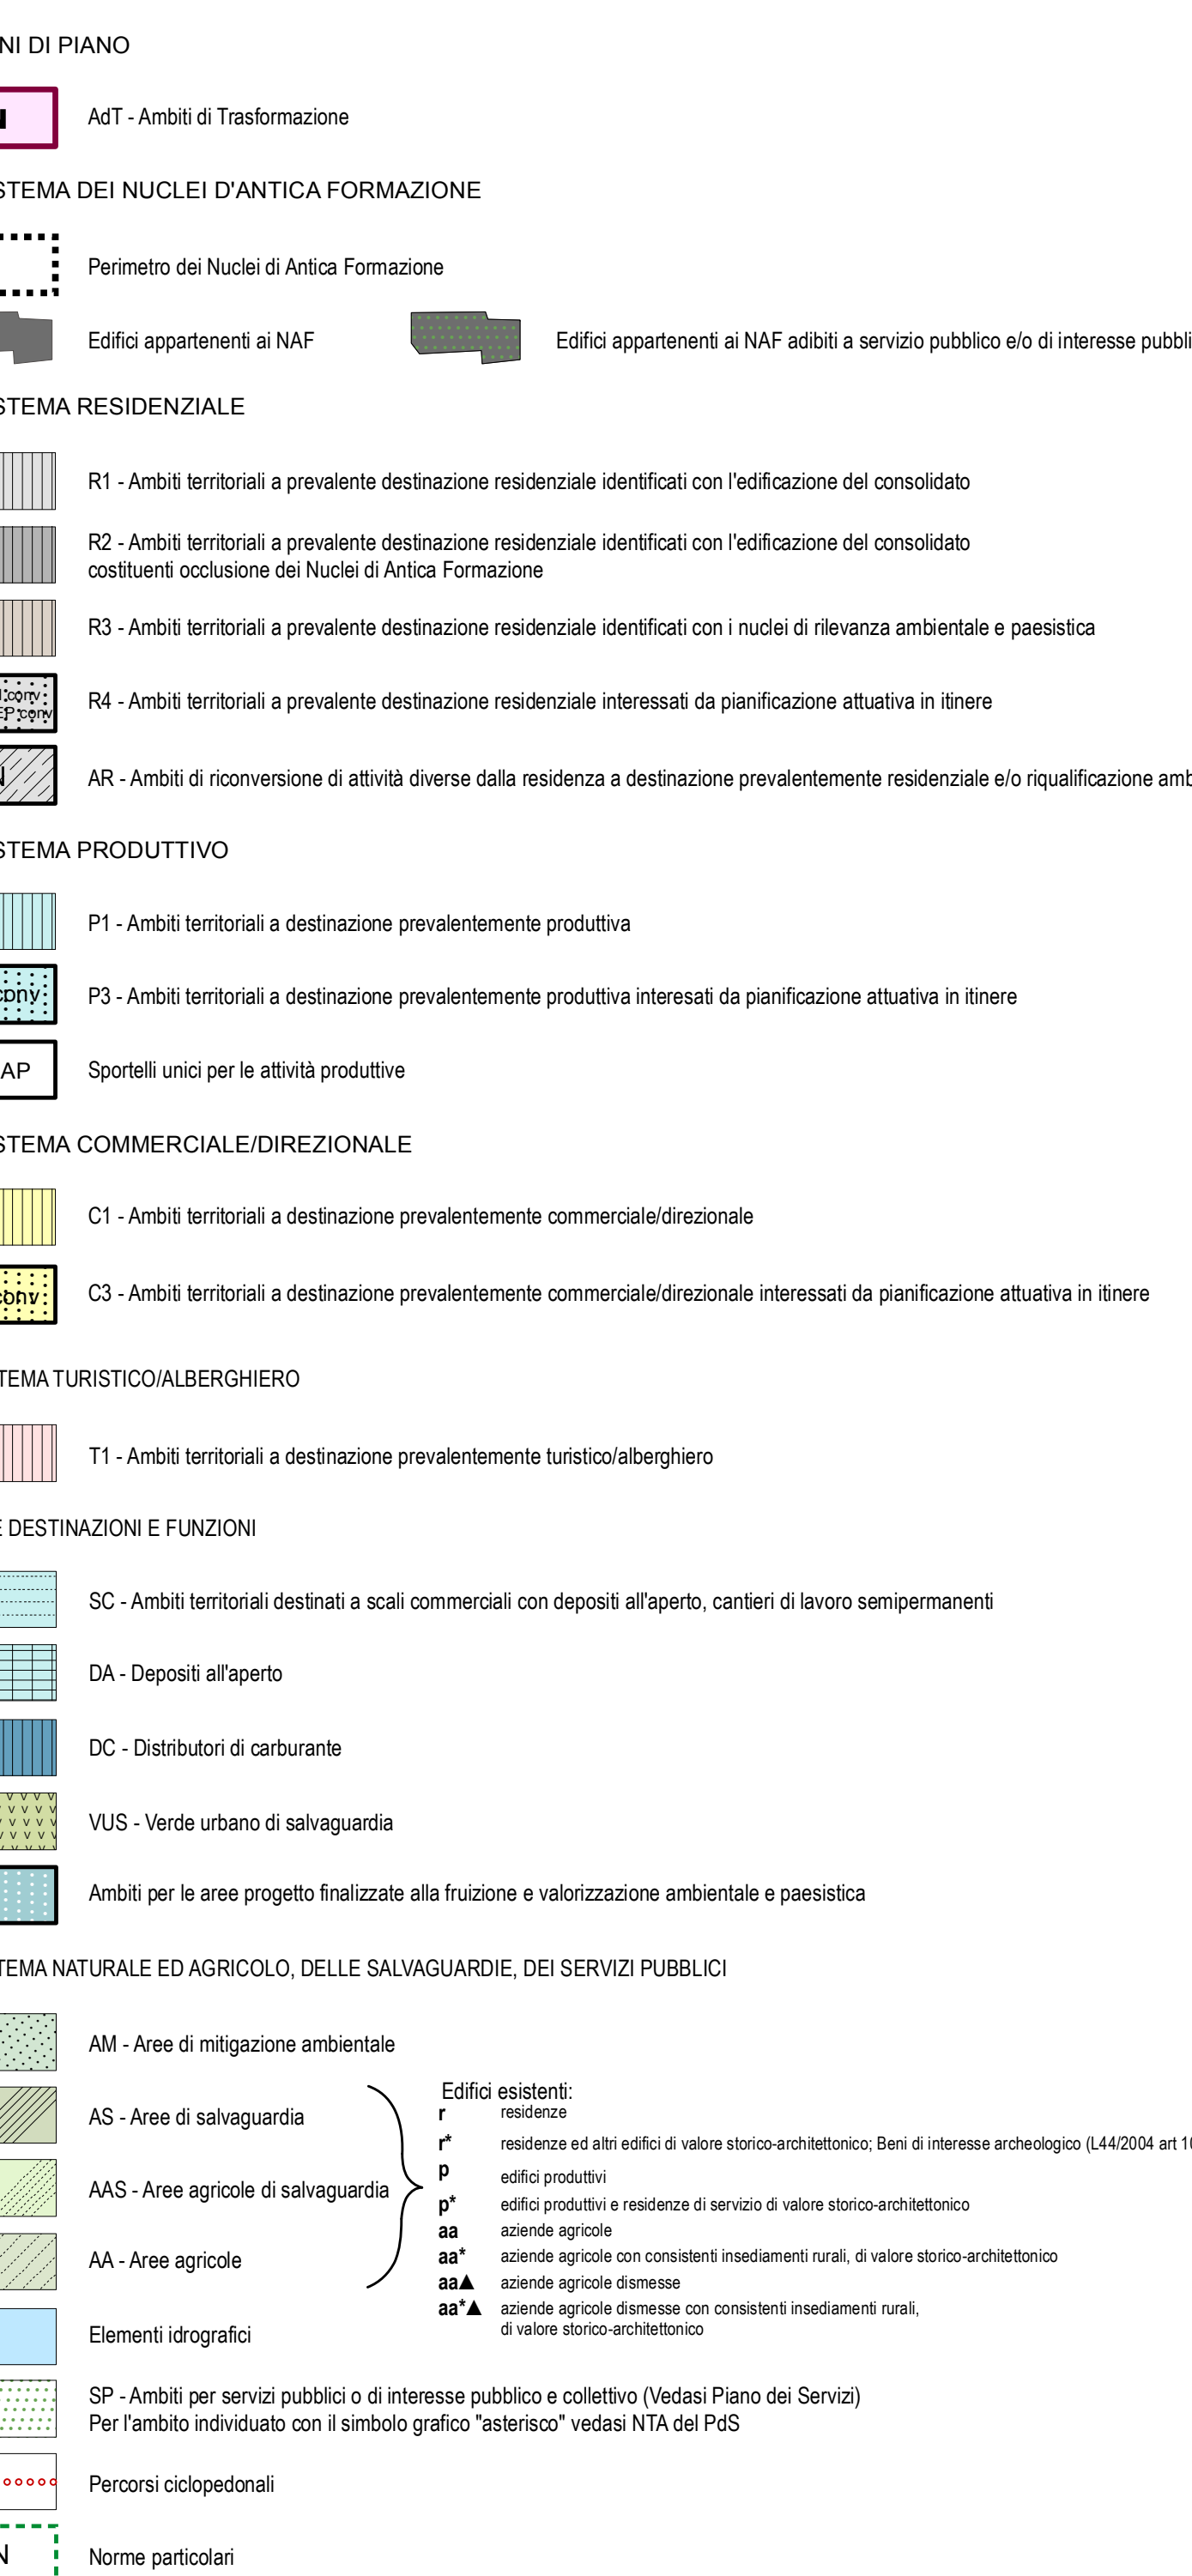 NI DI PIANO
N
AdT - Ambiti di Trasformazione
STEMA DEI NUCLEI D'ANTICA FORMAZIONE
Perimetro dei Nuclei di Antica Formazione
Edifici appartenenti ai NAF
Edifici appartenenti ai NAF adibiti a servizio pubblico e/o di interesse pubbli
STEMA RESIDENZIALE
R1 - Ambiti territoriali a prevalente destinazione residenziale identificati con l'edificazione del consolidato
R2 - Ambiti territoriali a prevalente destinazione residenziale identificati con l'edificazione del consolidato
costituenti occlusione dei Nuclei di Antica Formazione
R3 - Ambiti territoriali a prevalente destinazione residenziale identificati con i nuclei di rilevanza ambientale e paesistica
conv
EP conv
R4 - Ambiti territoriali a prevalente destinazione residenziale interessati da pianificazione attuativa in itinere
N
AR - Ambiti di riconversione di attività diverse dalla residenza a destinazione prevalentemente residenziale e/o riqualificazione amb
STEMA PRODUTTIVO
P1 - Ambiti territoriali a destinazione prevalentemente produttiva
conv
P3 - Ambiti territoriali a destinazione prevalentemente produttiva interesati da pianificazione attuativa in itinere
AP
Sportelli unici per le attività produttive
STEMA COMMERCIALE/DIREZIONALE
C1 - Ambiti territoriali a destinazione prevalentemente commerciale/direzionale
conv
C3 - Ambiti territoriali a destinazione prevalentemente commerciale/direzionale interessati da pianificazione attuativa in itinere
TEMA TURISTICO/ALBERGHIERO
T1 - Ambiti territoriali a destinazione prevalentemente turistico/alberghiero
E DESTINAZIONI E FUNZIONI
SC - Ambiti territoriali destinati a scali commerciali con depositi all'aperto, cantieri di lavoro semipermanenti
DA - Depositi all'aperto
DC - Distributori di carburante
VUS - Verde urbano di salvaguardia
Ambiti per le aree progetto finalizzate alla fruizione e valorizzazione ambientale e paesistica
TEMA NATURALE ED AGRICOLO, DELLE SALVAGUARDIE, DEI SERVIZI PUBBLICI
AM - Aree di mitigazione ambientale
AS - Aree di salvaguardia
AAS - Aree agricole di salvaguardia
AA - Aree agricole
Edifici esistenti:
r residenze
r* residenze ed altri edifici di valore storico-architettonico; Beni di interesse archeologico (L44/2004 art 10
p edifici produttivi
p* edifici produttivi e residenze di servizio di valore storico-architettonico
aa aziende agricole
aa* aziende agricole con consistenti insediamenti rurali, di valore storico-architettonico
aa▲ aziende agricole dismesse
aa*▲ aziende agricole dismesse con consistenti insediamenti rurali,
di valore storico-architettonico
Elementi idrografici
SP - Ambiti per servizi pubblici o di interesse pubblico e collettivo (Vedasi Piano dei Servizi)
Per l'ambito individuato con il simbolo grafico "asterisco" vedasi NTA del PdS
Percorsi ciclopedonali
N
Norme particolari